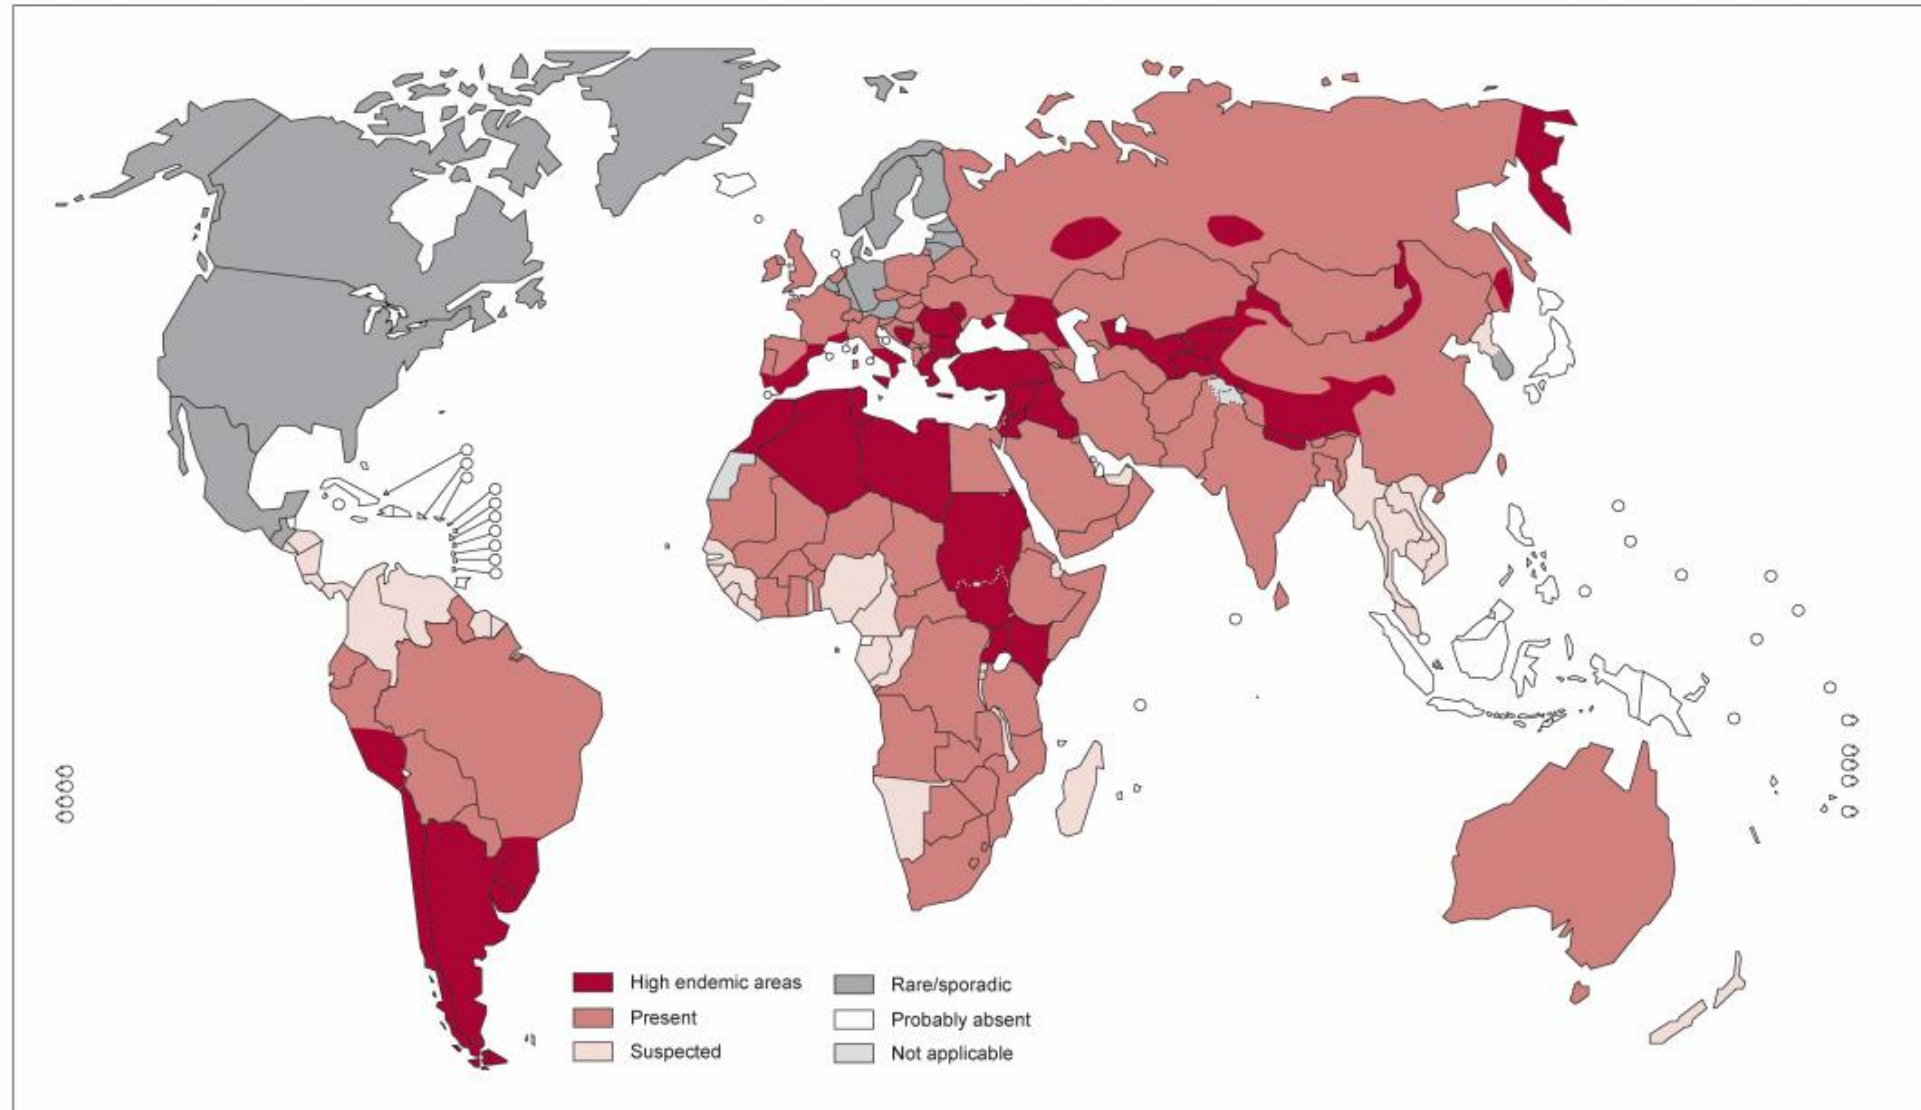 High endemic areas
Present
Suspected
Rare/sporadic
Probably absent
Not applicable